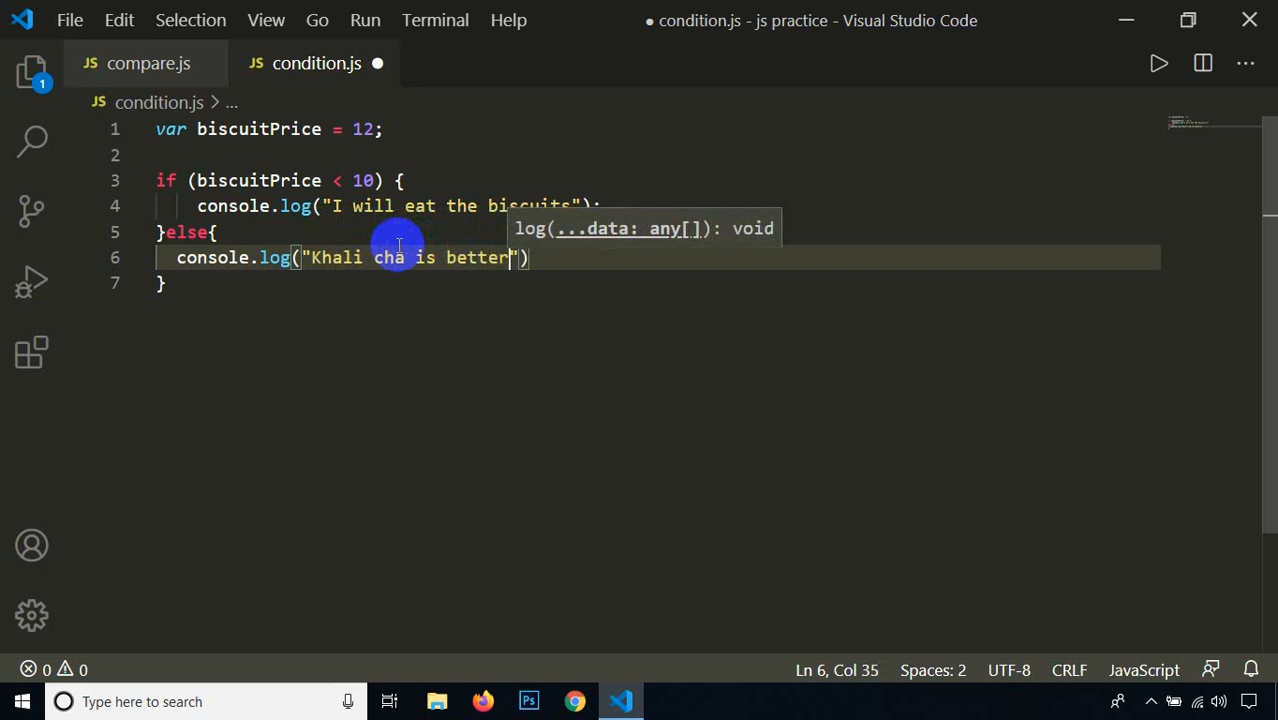 File Edit Selection View Go Run Terminal Help ● condition.js - js practice - Visual Studio Code
JS compare.js JS condition.js ●
JS condition.js > ...
1 var biscuitPrice = 12;
2
3 if (biscuitPrice < 10) {
4 console.log("I will eat the biscuits");
log(...data: any[]): void
5 }else{
6 console.log("Khali cha is better")
7 }
1
0 0 Ln 6, Col 35 Spaces: 2 UTF-8 CRLF JavaScript
Type here to search Ps